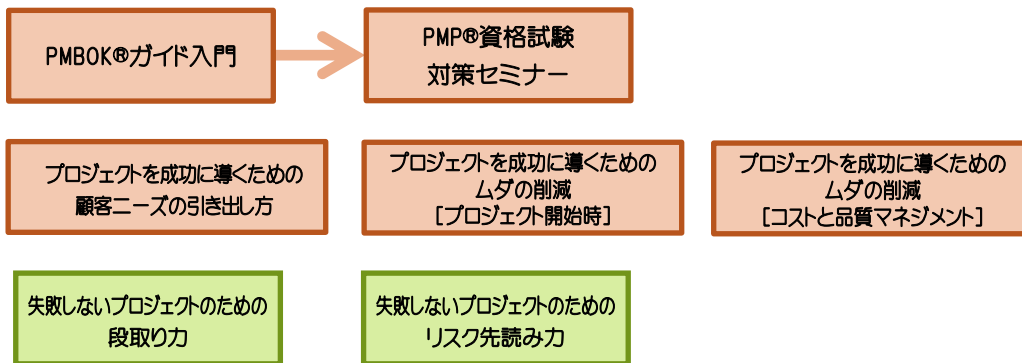 PMBOK®ガイド入門
PMP®資格試験
対策セミナー
プロジェクトを成功に導くための
顧客ニーズの引き出し方
プロジェクトを成功に導くための
ムダの削減
[プロジェクト開始時]
プロジェクトを成功に導くための
ムダの削減
[コストと品質マネジメント]
失敗しないプロジェクトのための
段取り力
失敗しないプロジェクトのための
リスク先読み力